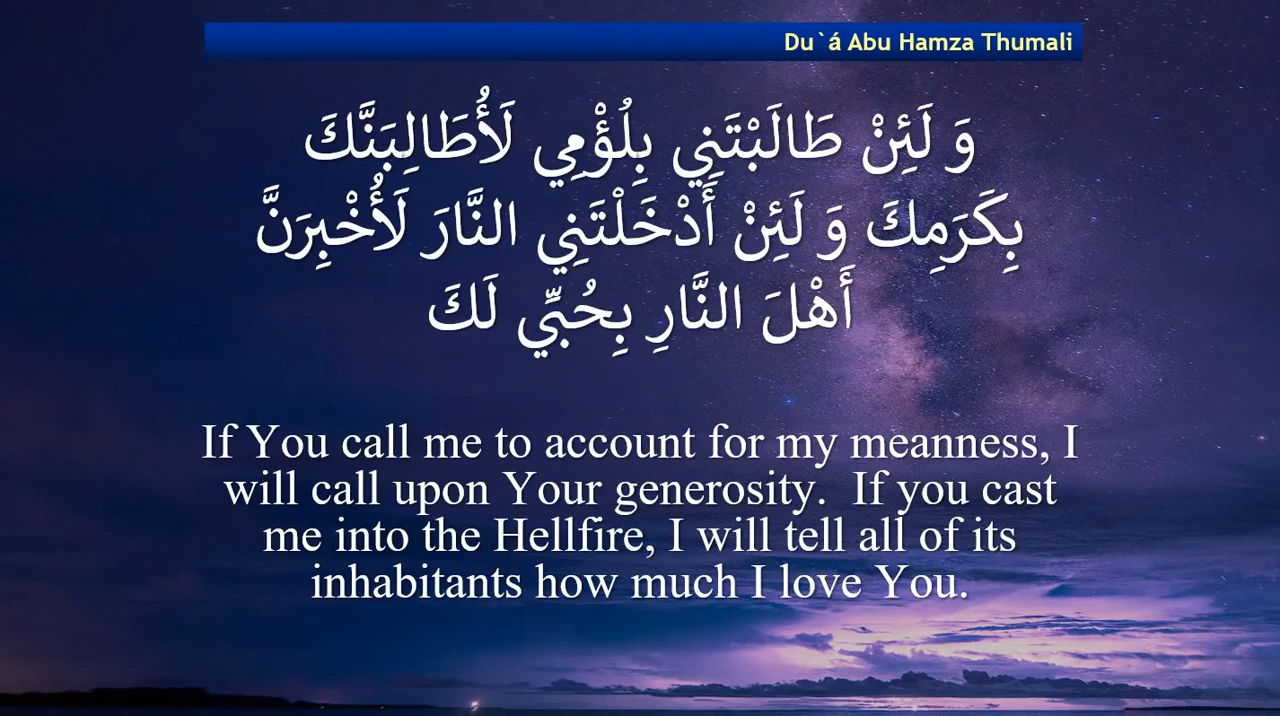 Du`á Abu Hamza Thumali
وَ لَئِنْ طَالَبْتَنِي بِلُؤْمِي لَأُطَالِبَنَّكَ
بِكَرَمِكَ وَ لَئِنْ أَدْخَلْتَنِي النَّارَ لَأُخْبِرَنَّ
أَهْلَ النَّارِ بِحُبِّي لَكَ
If You call me to account for my meanness, I
will call upon Your generosity.  If you cast
me into the Hellfire, I will tell all of its
inhabitants how much I love You.